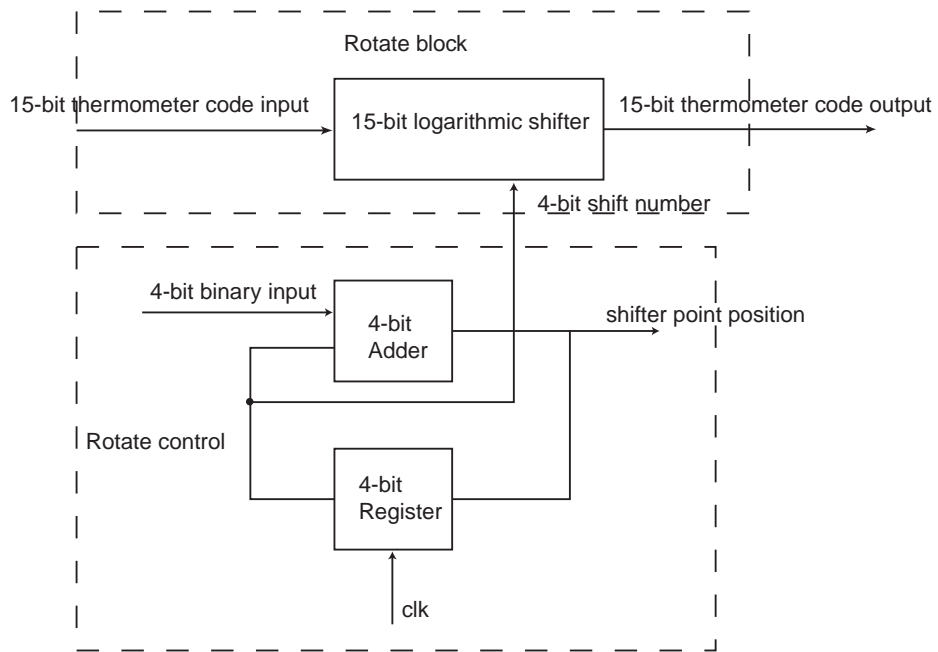 Rotate block
15-bit thermometer code input
15-bit thermometer code output
15-bit logarithmic shifter
4-bit shift number
4-bit binary input
4-bit
Adder
shifter point position
Rotate control
4-bit
Register
clk